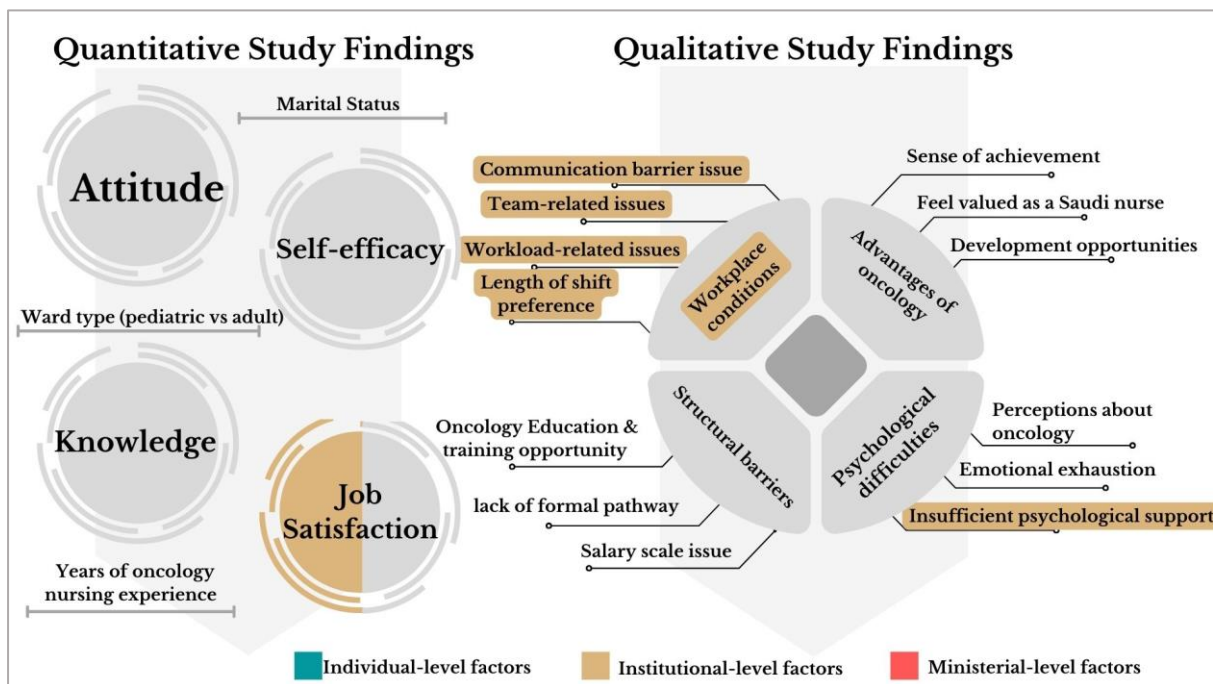 Quantitative Study Findings
Marital Status
Attitude
Self-efficacy
Ward type (pediatric vs adult)
Knowledge
Job
Satisfaction
Years of oncology
nursing experience
Qualitative Study Findings
Communication barrier issue
Team-related issues
Workload-related issues
Length of shift
preference
Workplace
conditions
Sense of achievement
Feel valued as a Saudi nurse
Development opportunities
Advantages of
oncology
Oncology Education &
training opportunity
lack of formal pathway
Salary scale issue
Structural barriers
Psychological
difficulties
Perceptions about
oncology
Emotional exhaustion
Insufficient psychological support
Individual-level factors
Institutional-level factors
Ministerial-level factors